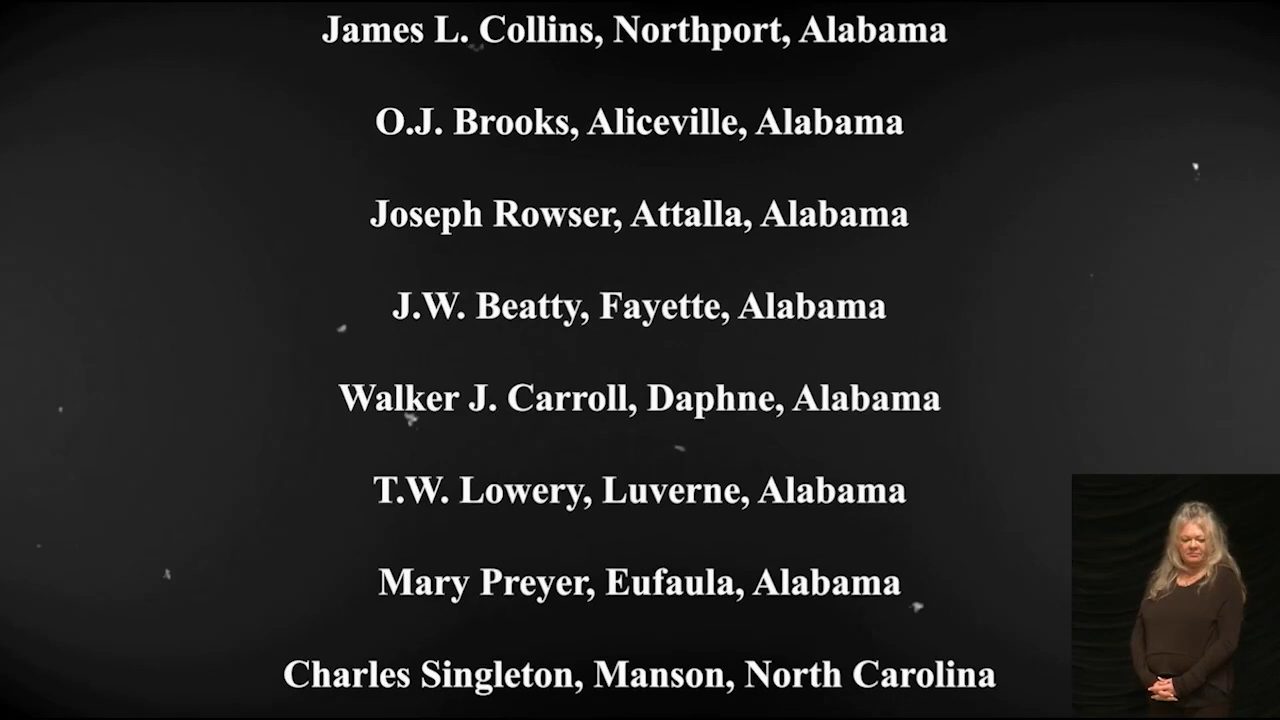 James L. Collins, Northport, Alabama
O.J. Brooks, Aliceville, Alabama
Joseph Rowser, Attalla, Alabama
J.W. Beatty, Fayette, Alabama
Walker J. Carroll, Daphne, Alabama
T.W. Lowery, Luverne, Alabama
Mary Preyer, Eufaula, Alabama
Charles Singleton, Manson, North Carolina